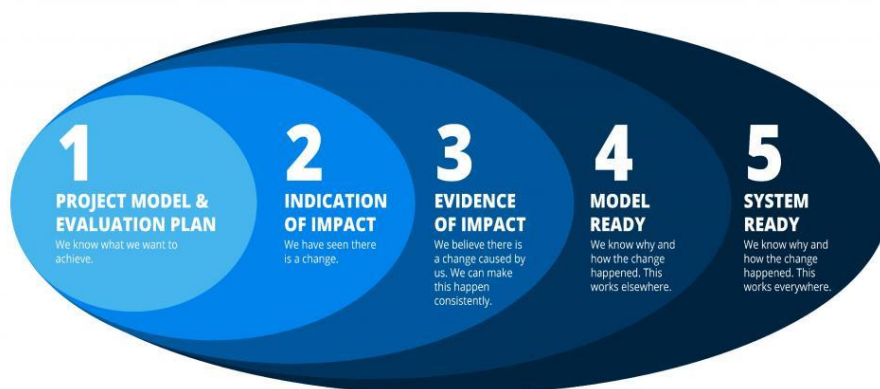 1
PROJECT MODEL &
EVALUATION PLAN
We know what we want to
achieve.
2
INDICATION
OF IMPACT
We have seen there
is a change.
3
EVIDENCE
OF IMPACT
We believe there is
a change caused by
us. We can make
this happen
consistently.
4
MODEL
READY
We know why and
how the change
happened. This
works elsewhere.
5
SYSTEM
READY
We know why and
how the change
happened. This
works everywhere.